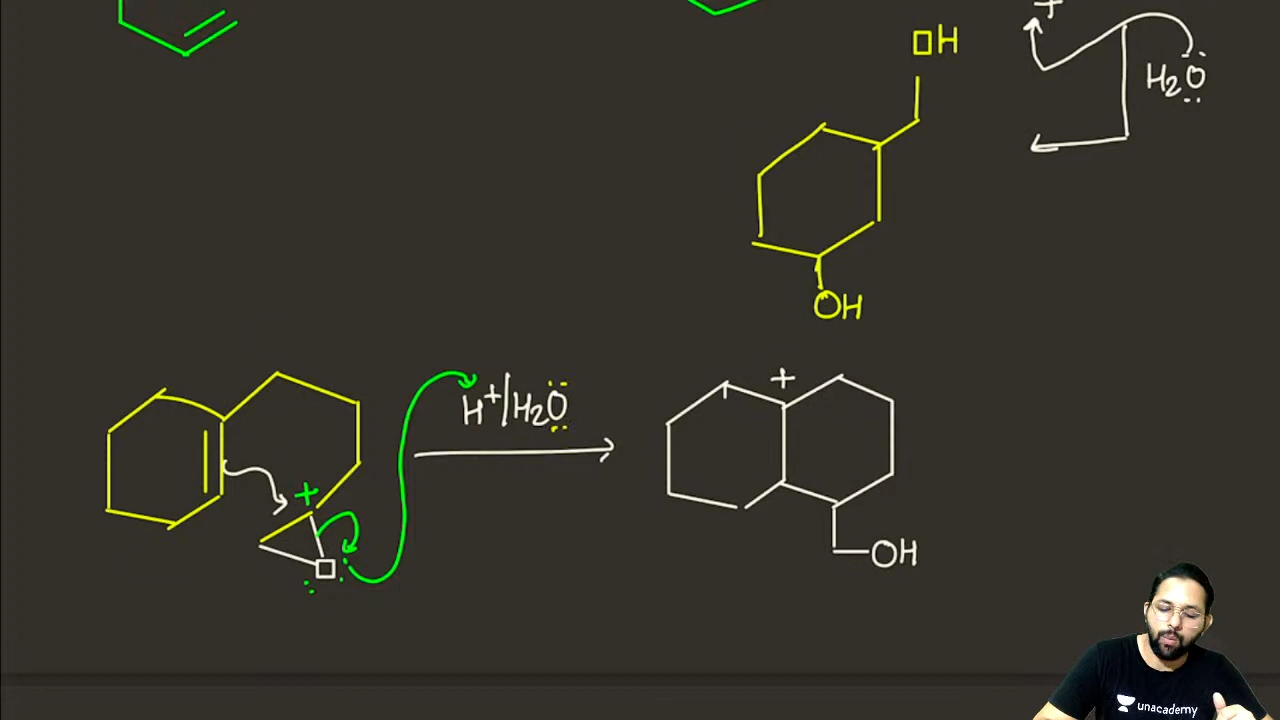 +
OH
H₂O
OH
H⁺/H₂O
+
+
OH
unacademy